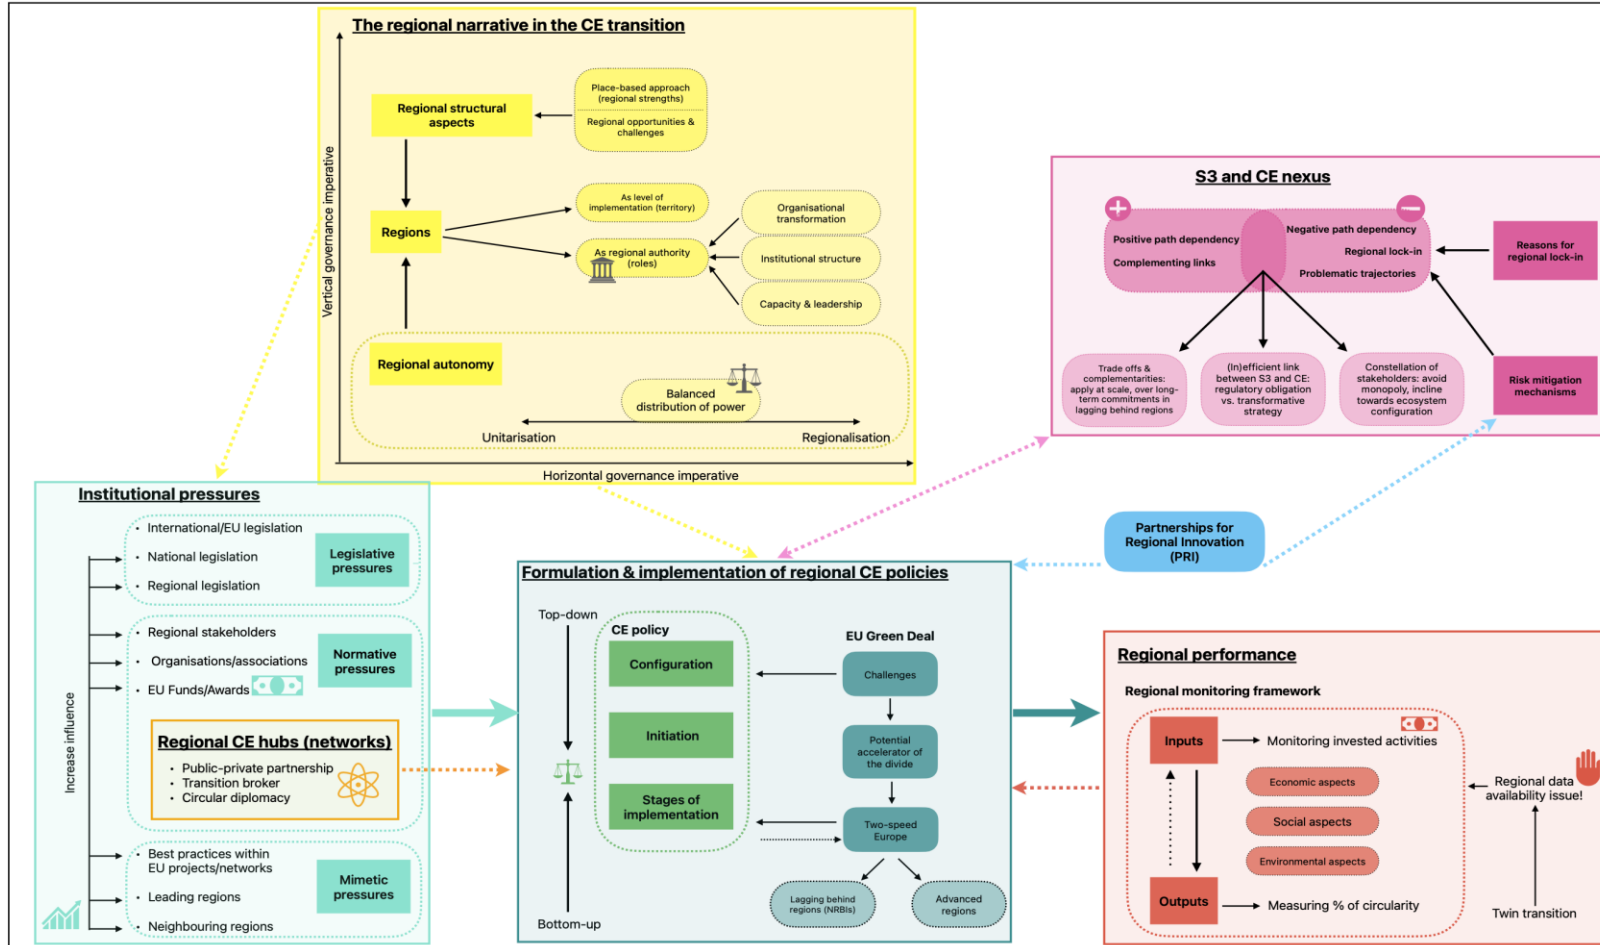 The regional narrative in the CE transition
Vertical governance imperative
Regional structural
aspects
Place-based approach
(regional strengths)
Regional opportunities &
challenges
Regions
As level of
implementation (territory)
As regional authority
(roles)
Organisational
transformation
Institutional structure
Capacity & leadership
Regional autonomy
Balanced
distribution of power
Unitarisation
Regionalisation
Horizontal governance imperative
S3 and CE nexus
Positive path dependency
Complementing links
Negative path dependency
Regional lock-in
Problematic trajectories
Reasons for
regional lock-in
Trade offs &
complementarities:
apply at scale, over long-
term commitments in
lagging behind regions
(In)efficient link
between S3 and CE:
regulatory obligation
vs. transformative
strategy
Constellation of
stakeholders: avoid
monopoly, incline
towards ecosystem
configuration
Risk mitigation
mechanisms
Partnerships for
Regional Innovation
(PRI)
Institutional pressures
Increase influence
• International/EU legislation
• National legislation
• Regional legislation
Legislative
pressures
• Regional stakeholders
• Organisations/associations
• EU Funds/Awards
Normative
pressures
Regional CE hubs (networks)
• Public-private partnership
• Transition broker
• Circular diplomacy
• Best practices within
EU projects/networks
• Leading regions
• Neighbouring regions
Mimetic
pressures
Formulation & implementation of regional CE policies
Top-down
Bottom-up
CE policy
Configuration
Initiation
Stages of
implementation
EU Green Deal
Challenges
Potential
accelerator of
the divide
Two-speed
Europe
Lagging behind
regions (NRBIs)
Advanced
regions
Regional performance
Regional monitoring framework
Inputs
Monitoring invested activities
Economic aspects
Social aspects
Environmental aspects
Outputs
Measuring % of circularity
Regional data
availability issue!
Twin transition